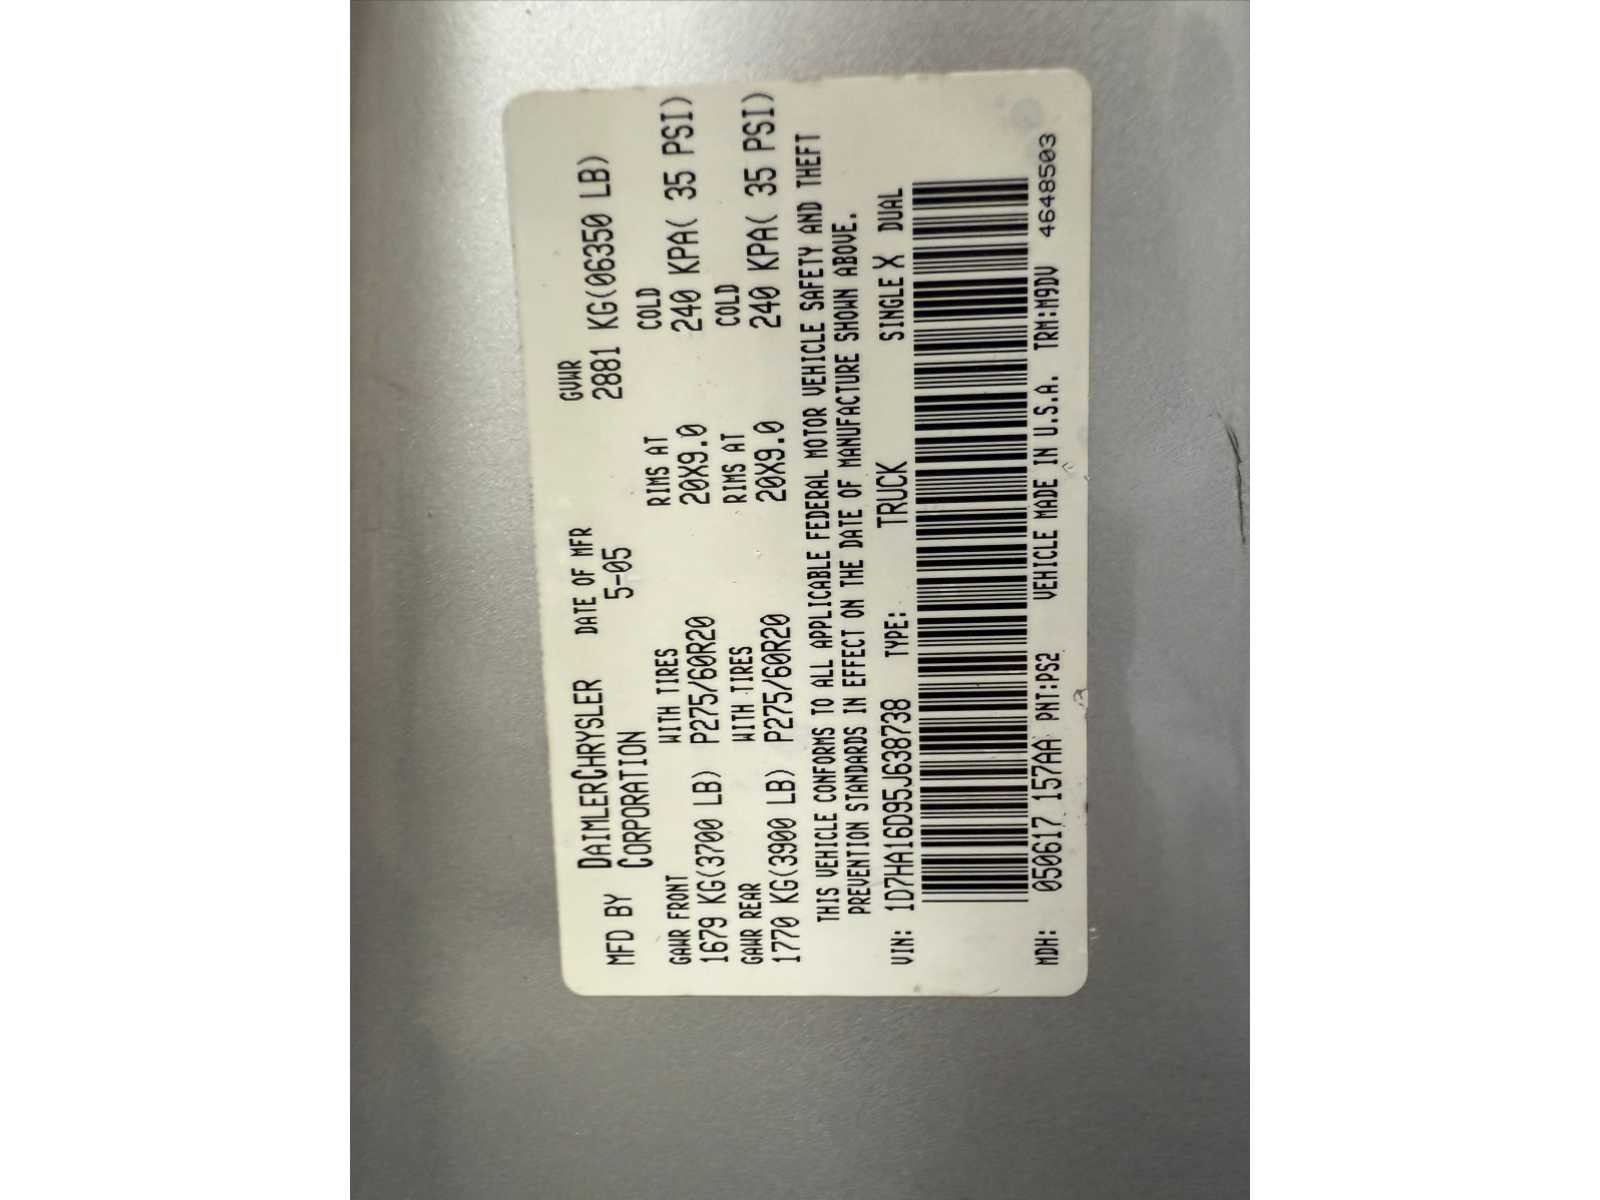 MFD BY DAIMLERCHRYSLER DATE OF MFR GVWR
CORPORATION 5-05 2881 KG(06350 LB)
GAWR FRONT WITH TIRES RIMS AT COLD
1679 KG(3700 LB) P275/60R20 20X9.0 240 KPA( 35 PSI)
GAWR REAR WITH TIRES RIMS AT COLD
1770 KG(3900 LB) P275/60R20 20X9.0 240 KPA( 35 PSI)
THIS VEHICLE CONFORMS TO ALL APPLICABLE FEDERAL MOTOR VEHICLE SAFETY AND THEFT
PREVENTION STANDARDS IN EFFECT ON THE DATE OF MANUFACTURE SHOWN ABOVE.
VIN: 1D7HA16D95J638738 TYPE: TRUCK SINGLE X DUAL
MDH: 050617 157AA PNT:PS2 VEHICLE MADE IN U.S.A. TRM:M9DV 4648503